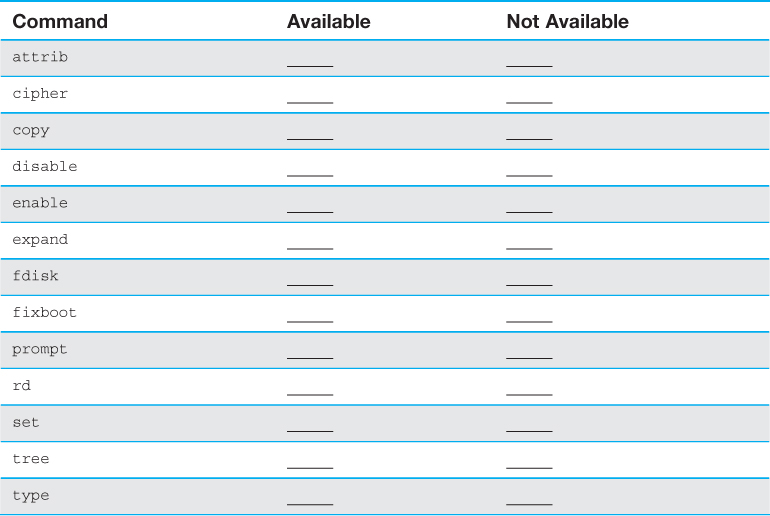 Command Available Not Available
attrib _____ _____
cipher _____ _____
copy _____ _____
disable _____ _____
enable _____ _____
expand _____ _____
fdisk _____ _____
fixboot _____ _____
prompt _____ _____
rd _____ _____
set _____ _____
tree _____ _____
type _____ _____